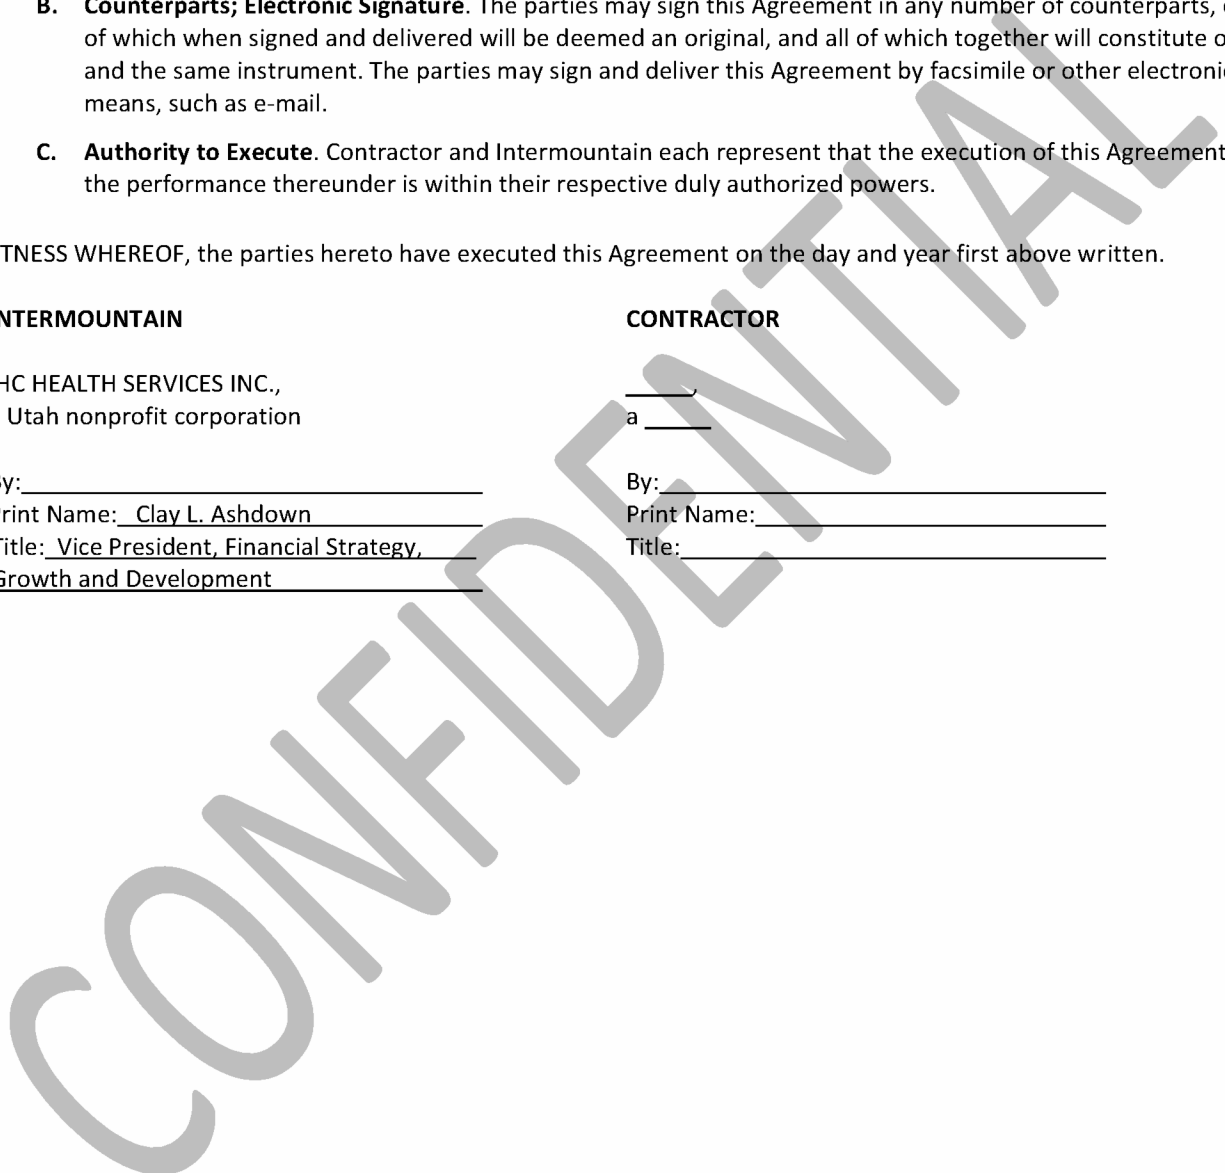 B. Counterparts; Electronic Signature. The parties may sign this Agreement in any number of counterparts,
of which when signed and delivered will be deemed an original, and all of which together will constitute
and the same instrument. The parties may sign and deliver this Agreement by facsimile or other electroni
means, such as e-mail.
C. Authority to Execute. Contractor and Intermountain each represent that the execution of this Agreement
the performance thereunder is within their respective duly authorized powers.
TNESS WHEREOF, the parties hereto have executed this Agreement on the day and year first above written.
NTERMOUNTAIN
HC HEALTH SERVICES INC.,
Utah nonprofit corporation
By:
Print Name: Clay L. Ashdown
Title: Vice President, Financial Strategy,
Growth and Development
CONTRACTOR
_____,
a _____
By:
Print Name:
Title:
CONFIDENTIAL